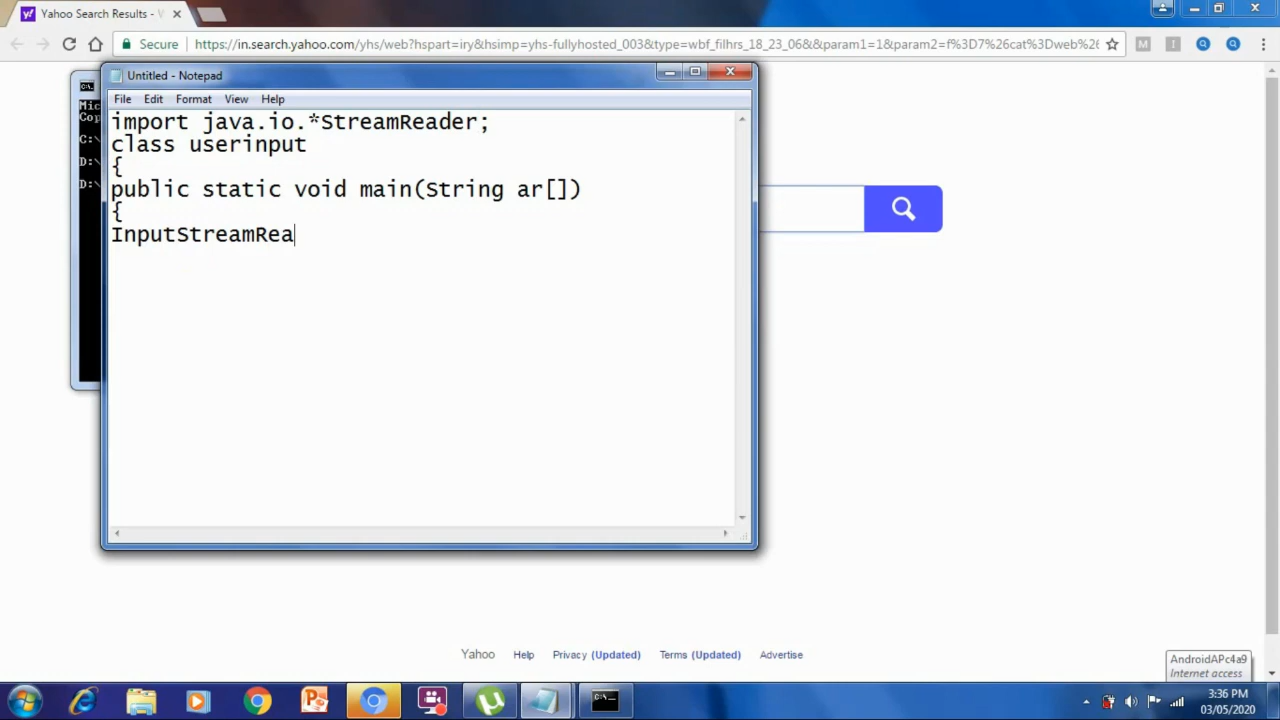 Yahoo Search Results -
Secure
https://in.search.yahoo.com/yhs/web?hspart=iry&hsimp=yhs-fullyhosted_003&type=wbf_filhrs_18_23_06&&param1=1&param2=f%3D7%26cat%3Dweb%26
Untitled - Notepad
File Edit Format View Help
import java.io.*StreamReader;
class userinput
{
public static void main(String ar[])
{
InputStreamRea
Mic
Cop
C:\
D:\
D:\
Yahoo Help Privacy (Updated) Terms (Updated) Advertise
AndroidAPc4a9
Internet access
3:36 PM
03/05/2020